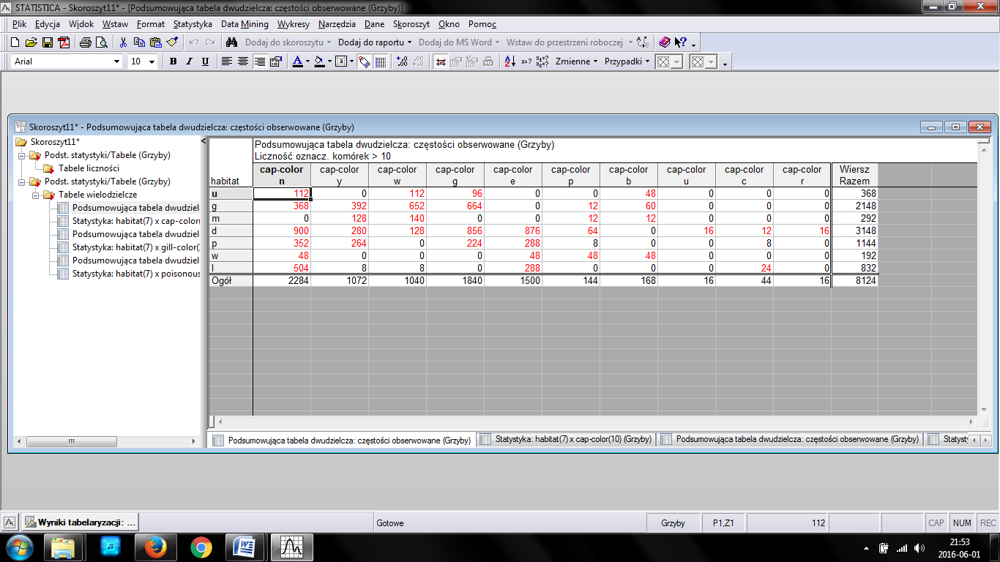 STATISTICA - Skoroszyt11* - [Podsumowująca tabela dwudzielcza: częstości obserwowane (Grzyby)]
Plik Edycja Widok Wstaw Format Statystyka Data Mining Wykresy Narzędzia Dane Skoroszyt Okno Pomoc
Dodaj do skoroszytu Dodaj do raportu Dodaj do MS Word Wstaw do przestrzeni roboczej
Arial 10 B I U Zmienne Przypadki
Skoroszyt11* - Podsumowująca tabela dwudzielcza: częstości obserwowane (Grzyby)
Skoroszyt11*
Podst. statystyki/Tabele (Grzyby)
Tabele liczności
Podst. statystyki/Tabele (Grzyby)
Tabele wielodzielcze
Podsumowująca tabela dwudziel
Statystyka: habitat(7) x cap-color(
Podsumowująca tabela dwudziel
Statystyka: habitat(7) x gill-color(
Podsumowująca tabela dwudziel
Statystyka: habitat(7) x poisonous
Podsumowująca tabela dwudzielcza: częstości obserwowane (Grzyby)
Liczność oznacz. komórek > 10
cap-color cap-color cap-color cap-color cap-color cap-color cap-color cap-color cap-color cap-color Wiersz
habitat n y w g e p b u c r Razem
u 112 0 112 96 0 0 48 0 0 0 368
g 368 392 652 664 0 12 60 0 0 0 2148
m 0 128 140 0 0 12 12 0 0 0 292
d 900 280 128 856 876 64 0 16 12 16 3148
p 352 264 0 224 288 8 0 0 8 0 1144
w 48 0 0 0 48 48 48 0 0 0 192
l 504 8 8 0 288 0 0 0 24 0 832
Ogół 2284 1072 1040 1840 1500 144 168 16 44 16 8124
Podsumowująca tabela dwudzielcza: częstości obserwowane (Grzyby) Statystyka: habitat(7) x cap-color(10) (Grzyby) Podsumowująca tabela dwudzielcza: częstości obserwowane (Grzyby) Statyst
Wyniki tabelaryzacji: ... Gotowe Grzyby P1,Z1 112 CAP NUM REC
21:53
2016-06-01